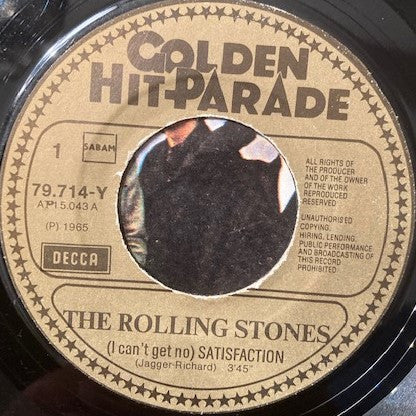 GOLDEN
HIT-PARADE
1
SABAM
79.714-Y
(P) 1965
DECCA
ALL RIGHTS OF
THE PRODUCER
AND OF THE OWNER
OF THE WORK
REPRODUCED
RESERVED
UNAUTHORISED
COPYING,
HIRING, LENDING,
PUBLIC PERFORMANCE
AND BROADCASTING OF
THIS RECORD
PROHIBITED.
THE ROLLING STONES
(I can't get no) SATISFACTION
(Jagger-Richard) 3'45"